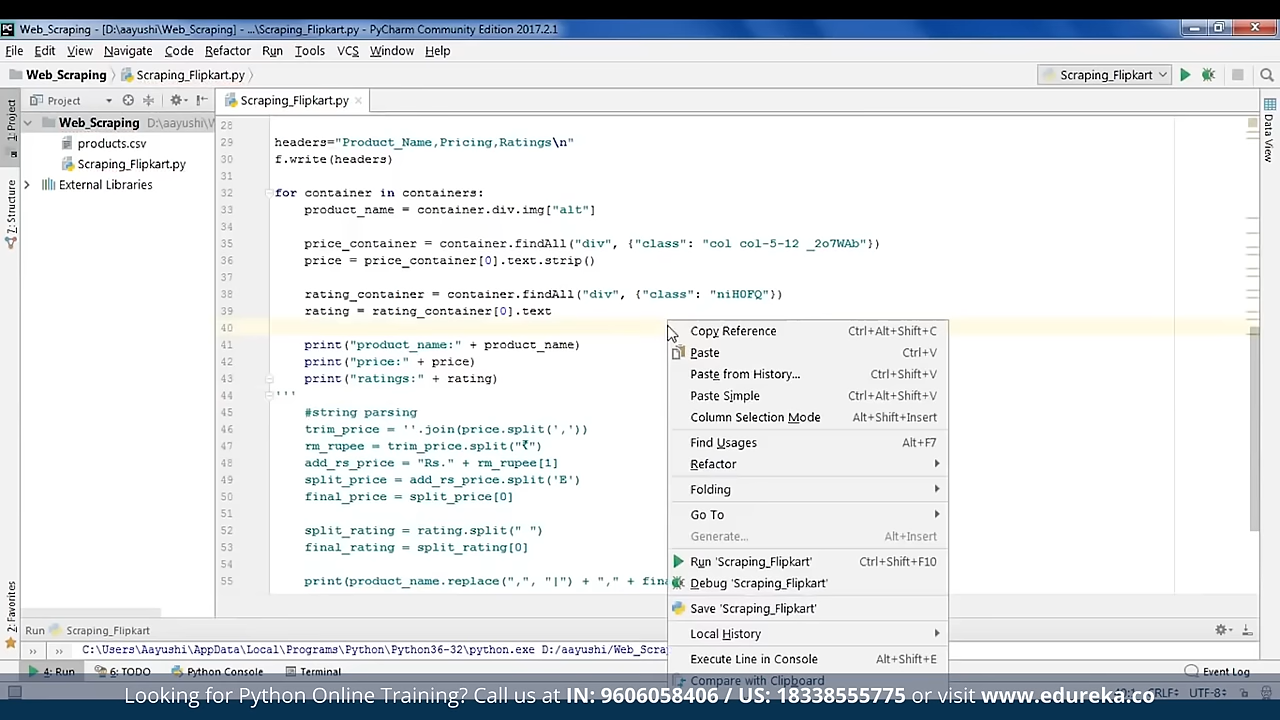 Web_Scraping - [D:\aayushi\Web_Scraping] - ...\Scraping_Flipkart.py - PyCharm Community Edition 2017.2.1
File Edit View Navigate Code Refactor Run Tools VCS Window Help
Web_Scraping Scraping_Flipkart.py Scraping_Flipkart
Project Scraping_Flipkart.py
1: Project
7: Structure
2: Favorites
Data View
Web_Scraping D:\aayushi\W
products.csv
Scraping_Flipkart.py
External Libraries
28
29 headers="Product_Name,Pricing,Ratings\n"
30 f.write(headers)
31
32 for container in containers:
33 product_name = container.div.img["alt"]
34
35 price_container = container.findAll("div", {"class": "col col-5-12 _2o7WAb"})
36 price = price_container[0].text.strip()
37
38 rating_container = container.findAll("div", {"class": "niH0FQ"})
39 rating = rating_container[0].text
40
41 print("product_name:" + product_name)
42 print("price:" + price)
43 print("ratings:" + rating)
44 '''
45 #string parsing
46 trim_price = ''.join(price.split(','))
47 rm_rupee = trim_price.split("₹")
48 add_rs_price = "Rs." + rm_rupee[1]
49 split_price = add_rs_price.split('E')
50 final_price = split_price[0]
51
52 split_rating = rating.split(" ")
53 final_rating = split_rating[0]
55 print(product_name.replace(",", "|") + "," + fina
Copy Reference Ctrl+Alt+Shift+C
Paste Ctrl+V
Paste from History... Ctrl+Shift+V
Paste Simple Ctrl+Alt+Shift+V
Column Selection Mode Alt+Shift+Insert
Find Usages Alt+F7
Refactor
Folding
Go To
Generate... Alt+Insert
Run 'Scraping_Flipkart' Ctrl+Shift+F10
Debug 'Scraping_Flipkart'
Save 'Scraping_Flipkart'
Local History
Execute Line in Console Alt+Shift+E
Compare with Clipboard
Run Scraping_Flipkart
C:\Users\Aayushi\AppData\Local\Programs\Python\Python36-32\python.exe D:/aayushi/Web_Scra
4: Run 6: TODO Python Console Terminal Event Log
UTF-8
Looking for Python Online Training? Call us at IN: 9606058406 / US: 18338555775 or visit www.edureka.co